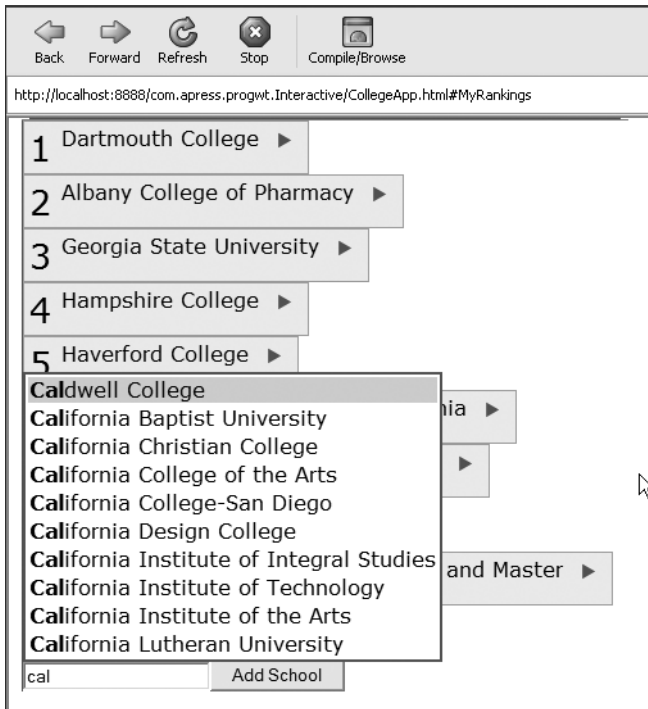 Back Forward Refresh Stop Compile/Browse
http://localhost:8888/com.apress.progwt.Interactive/CollegeApp.html#MyRankings
1 Dartmouth College
2 Albany College of Pharmacy
3 Georgia State University
4 Hampshire College
5 Haverford College
Caldwell College
California Baptist University
California Christian College
California College of the Arts
California College-San Diego
California Design College
California Institute of Integral Studies
and Master
California Institute of Technology
California Institute of the Arts
California Lutheran University
cal Add School